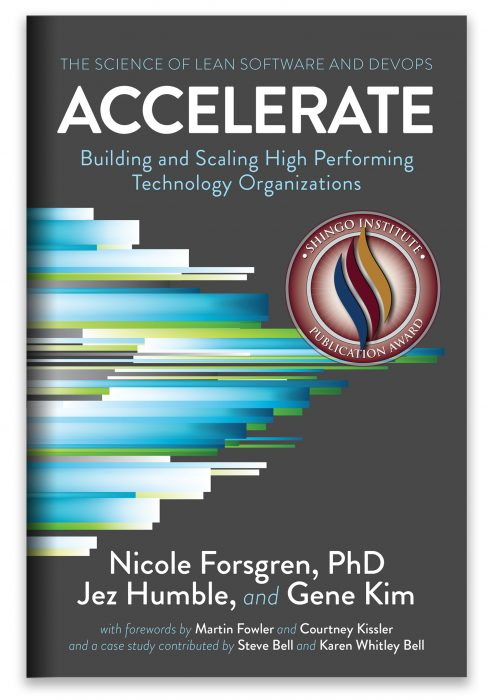 THE SCIENCE OF LEAN SOFTWARE AND DEVOPS
ACCELERATE
Building and Scaling High Performing
Technology Organizations
• SHINGO INSTITUTE •
PUBLICATION AWARD
Nicole Forsgren, PhD
Jez Humble, and Gene Kim
with forewords by Martin Fowler and Courtney Kissler
and a case study contributed by Steve Bell and Karen Whitley Bell